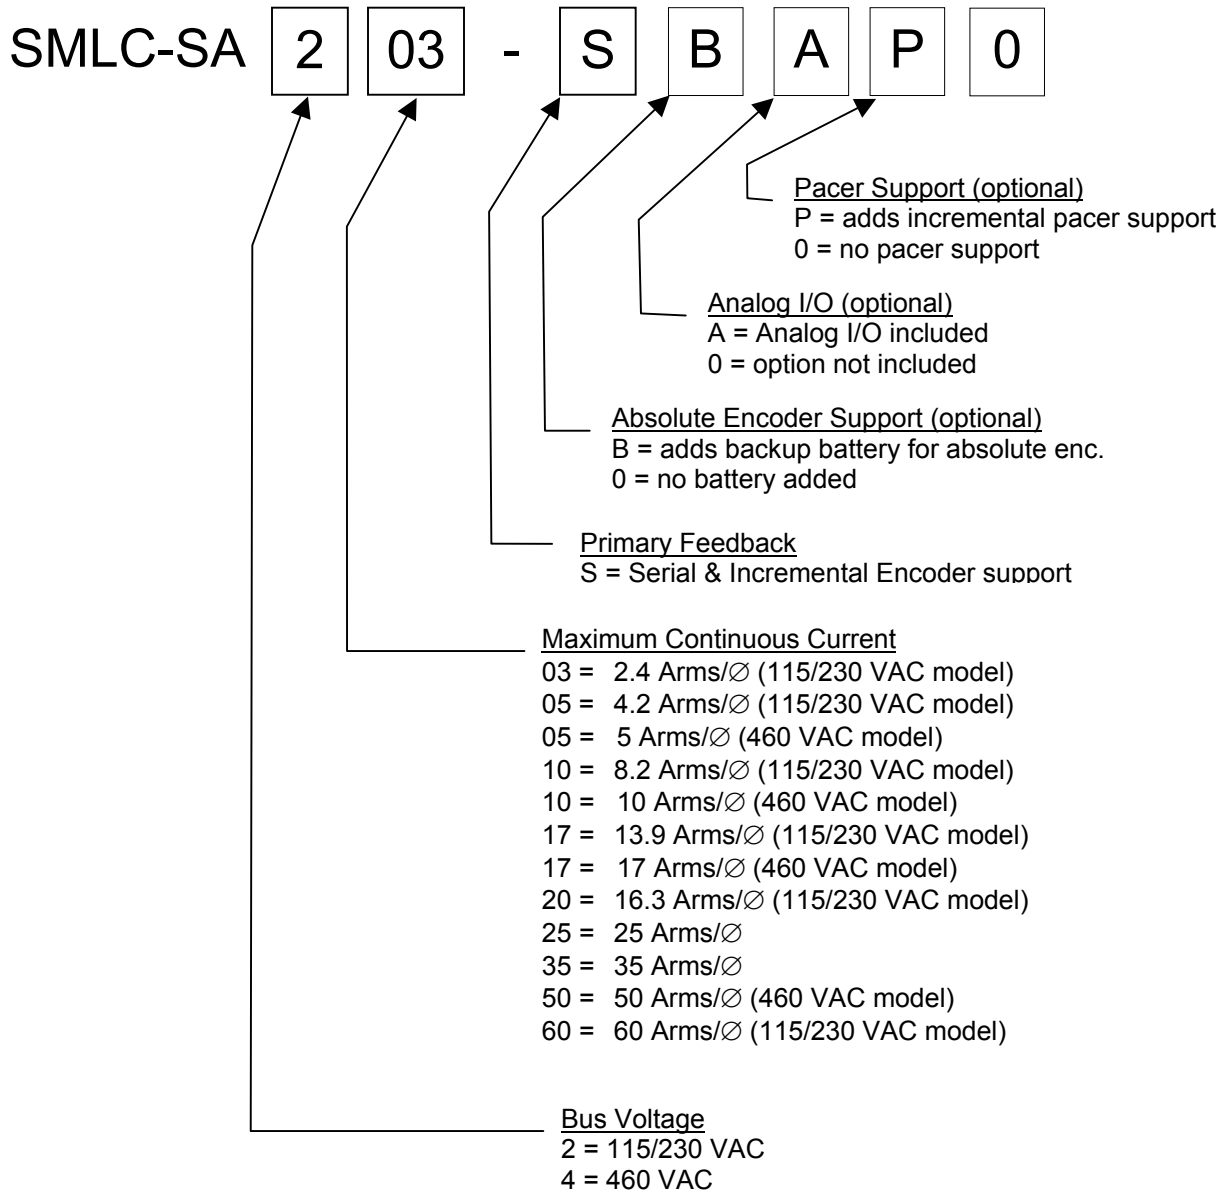 SMLC-SA 2 03 - S B A P 0
Pacer Support (optional)
P = adds incremental pacer support
0 = no pacer support
Analog I/O (optional)
A = Analog I/O included
0 = option not included
Absolute Encoder Support (optional)
B = adds backup battery for absolute enc.
0 = no battery added
Primary Feedback
S = Serial & Incremental Encoder support
Maximum Continuous Current
03 = 2.4 Arms/∅ (115/230 VAC model)
05 = 4.2 Arms/∅ (115/230 VAC model)
05 = 5 Arms/∅ (460 VAC model)
10 = 8.2 Arms/∅ (115/230 VAC model)
10 = 10 Arms/∅ (460 VAC model)
17 = 13.9 Arms/∅ (115/230 VAC model)
17 = 17 Arms/∅ (460 VAC model)
20 = 16.3 Arms/∅ (115/230 VAC model)
25 = 25 Arms/∅
35 = 35 Arms/∅
50 = 50 Arms/∅ (460 VAC model)
60 = 60 Arms/∅ (115/230 VAC model)
Bus Voltage
2 = 115/230 VAC
4 = 460 VAC